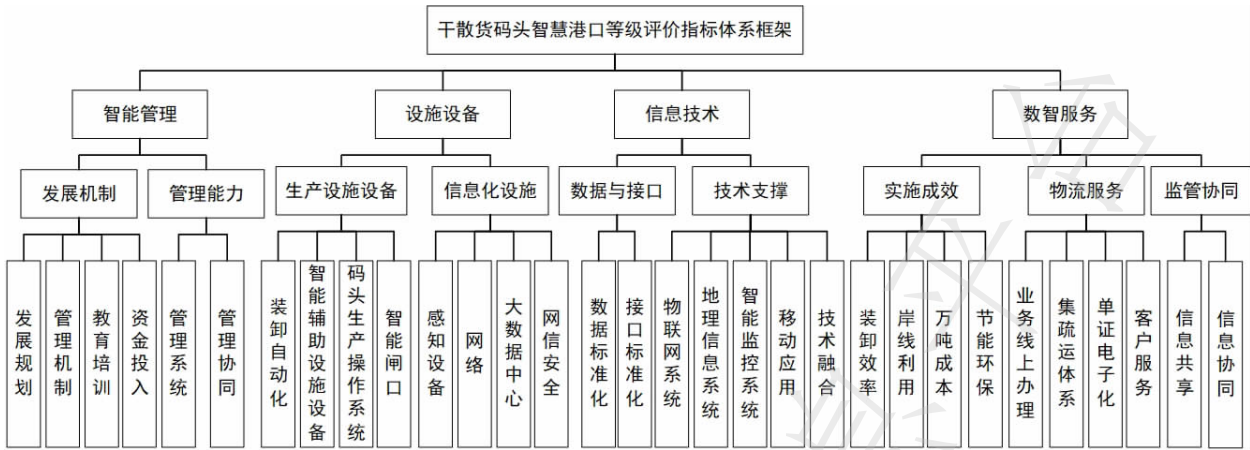 干散货码头智慧港口等级评价指标体系框架
智能管理
设施设备
信息技术
数智服务
发展机制
管理能力
生产设施设备
信息化设施
数据与接口
技术支撑
实施成效
物流服务
监管协同
发展规划
管理机制
教育培训
资金投入
管理系统
管理协同
装卸自动化
智能辅助设施设备
码头生产操作系统
智能闸口
感知设备
网络
大数据中心
网信安全
数据标准化
接口标准化
物联网系统
地理信息系统
智能监控系统
移动应用
技术融合
装卸效率
岸线利用
万吨成本
节能环保
业务线上办理
集疏运体系
单证电子化
客户服务
信息共享
信息协同